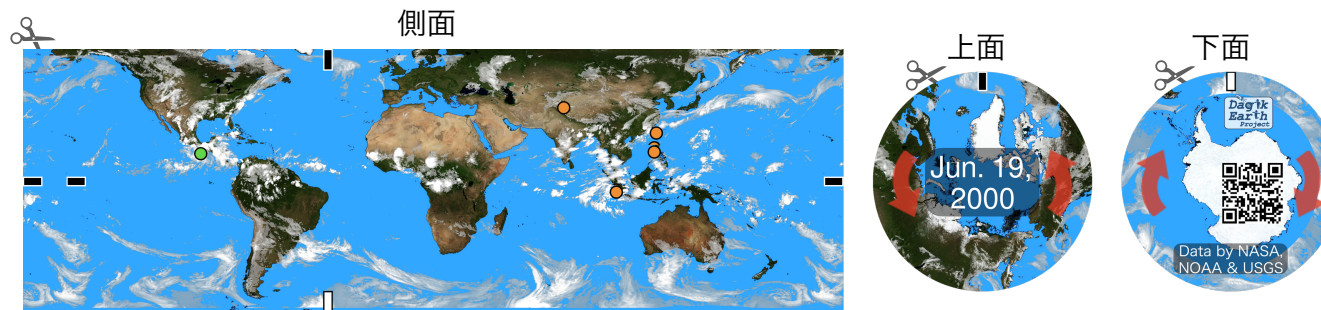 側面
上面
下面
Jun. 19,
2000
Dagik
Earth
Project
Data by NASA,
NOAA & USGS